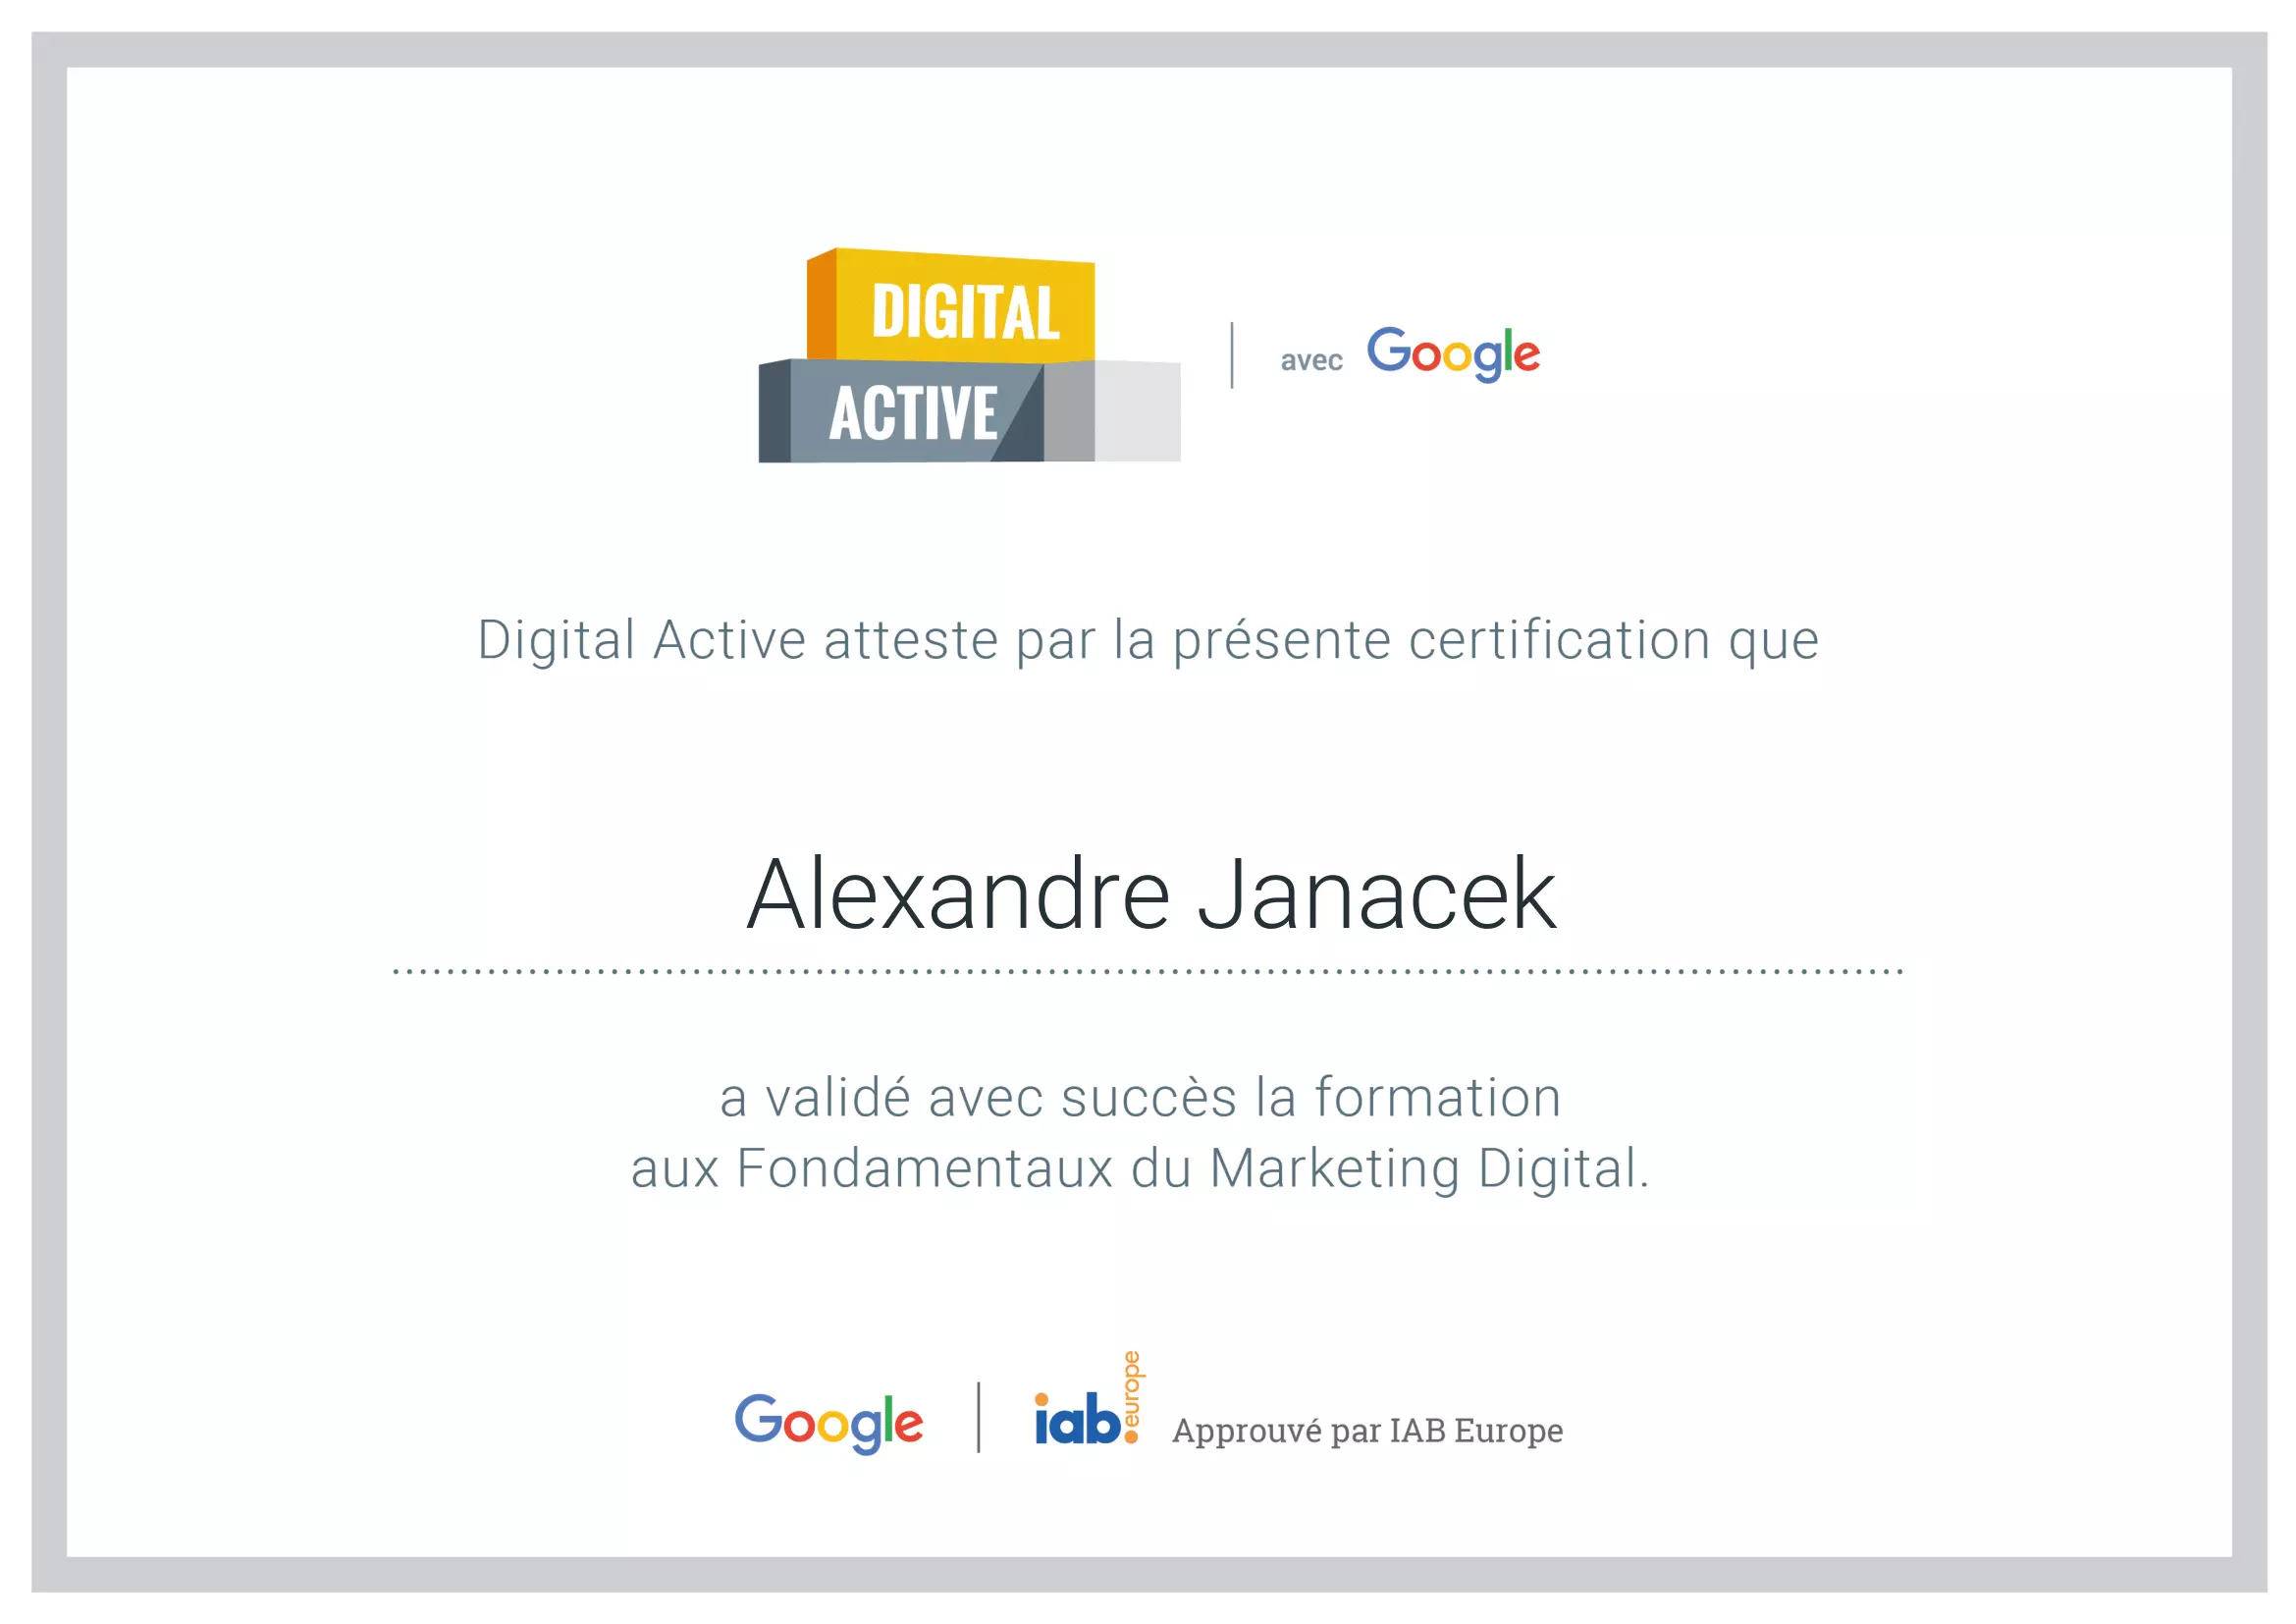 DIGITAL
ACTIVE
avec Google
Digital Active atteste par la présente certification que
Alexandre Janacek
a validé avec succès la formation
aux Fondamentaux du Marketing Digital.
Google
iab europe
Approuvé par IAB Europe